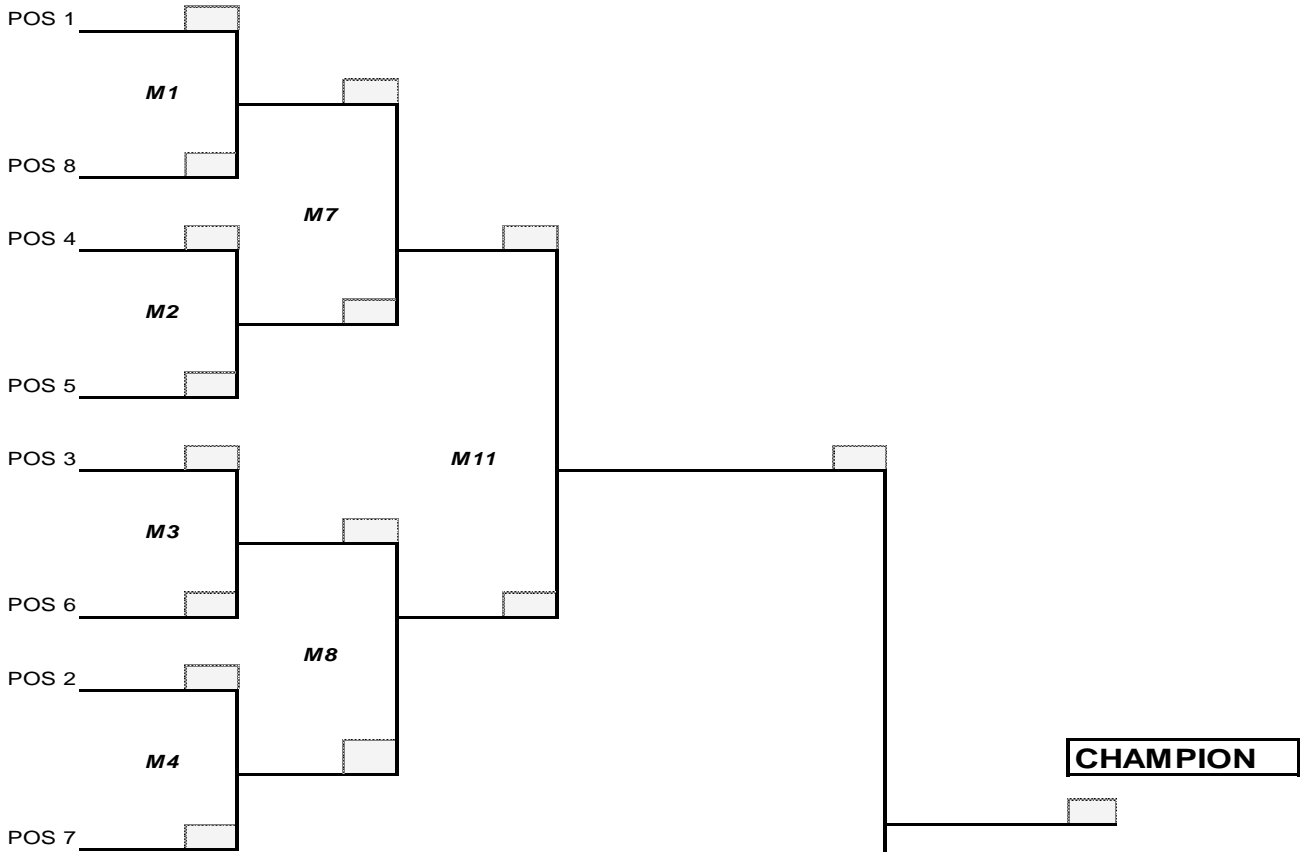 POS 1
M1
POS 8
M7
POS 4
M2
POS 5
POS 3
M11
M3
POS 6
M8
POS 2
M4
CHAMPION
POS 7